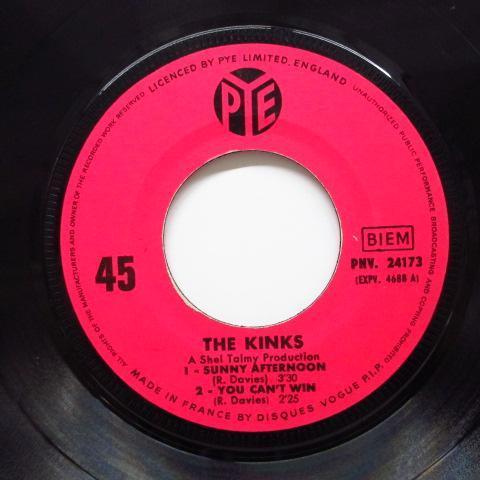 LICENCED BY PYE LIMITED. ENGLAND
UNAUTHORIZED PUBLIC PERFORMANCE BROADCASTING AND COPYING PROHIBITED
ALL RIGHTS OF THE MANUFACTURERS AND OWNER OF THE RECORDED WORK RESERVED
PYE
45
BIEM
PNV. 24173
(EXPV. 4688 A)
THE KINKS
A Shel Talmy Production
1 - SUNNY AFTERNOON
(R. Davies) 3'30
2 - YOU CAN'T WIN
(R. Davies) 2'25
MADE IN FRANCE BY DISQUES VOGUE P.I.P.